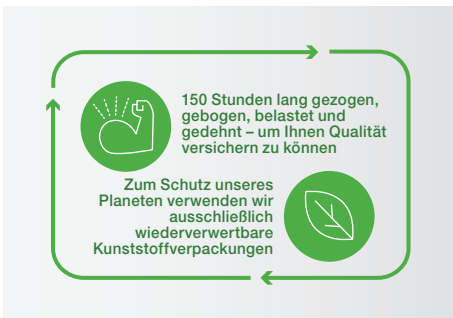 150 Stunden lang gezogen,
gebogen, belastet und
gedehnt – um Ihnen Qualität
versichern zu können
Zum Schutz unseres
Planeten verwenden wir
ausschließlich
wiederverwertbare
Kunststoffverpackungen